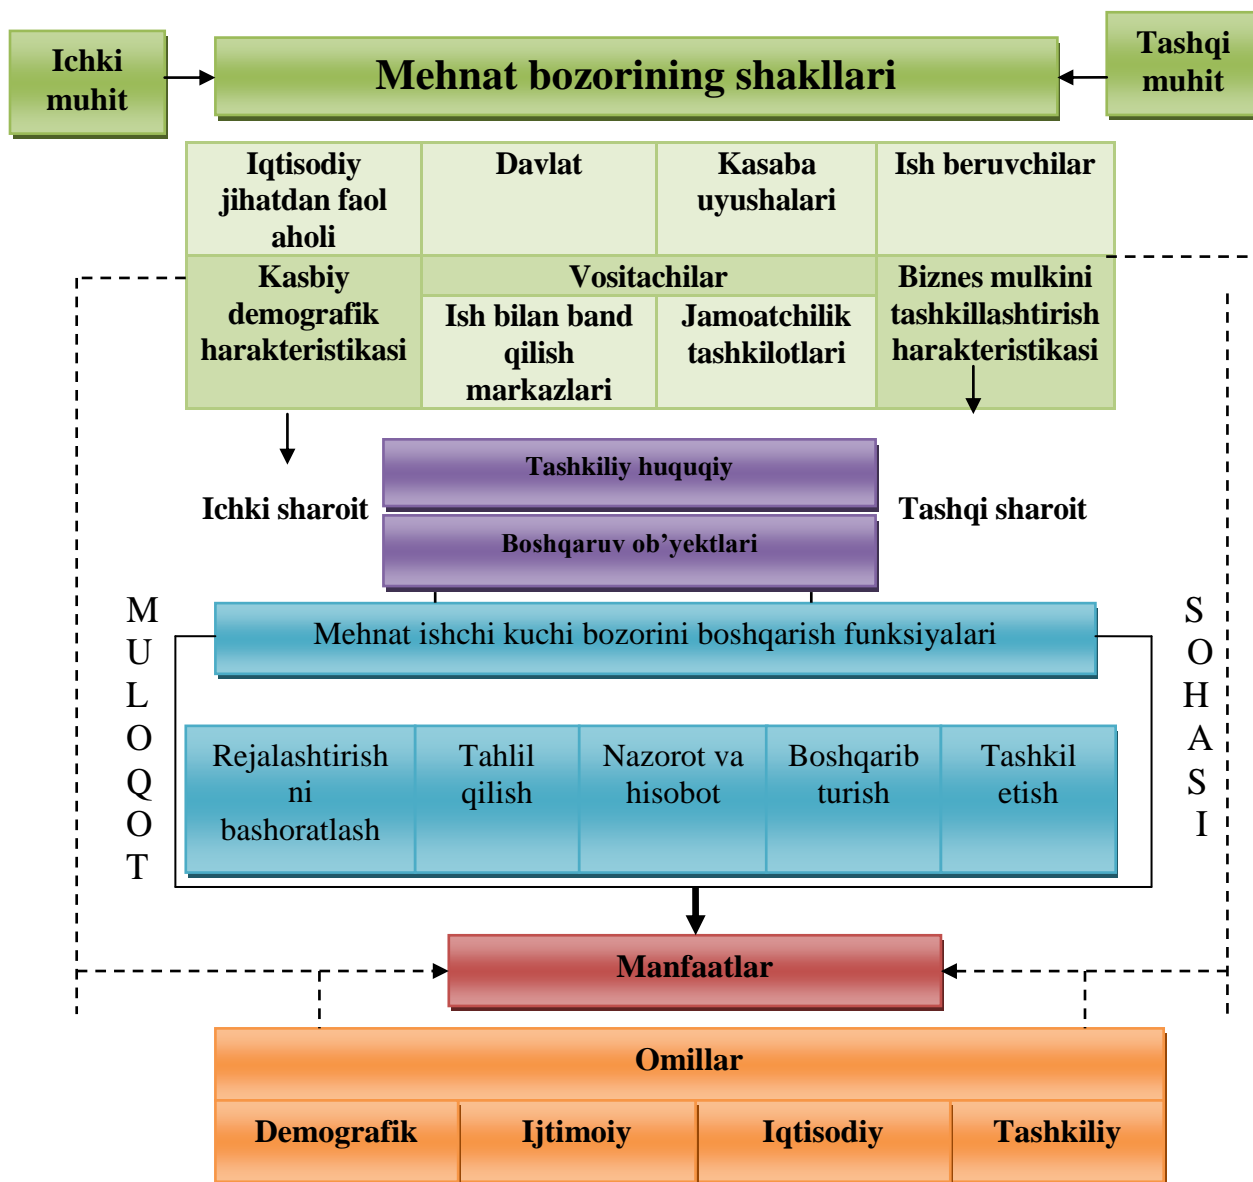 Ichki
muhit
Mehnat bozorining shakllari
Tashqi
muhit
Iqtisodiy
jihatdan faol
aholi
Davlat
Kasaba
uyushalari
Ish beruvchilar
Kasbiy
demografik
harakteristikasi
Vositachilar
Ish bilan band
qilish
markazlari
Jamoatchilik
tashkilotlari
Biznes mulkini
tashkillashtirish
harakteristikasi
Tashkiliy huquqiy
Ichki sharoit
Tashqi sharoit
Boshqaruv ob’yektlari
M
U
L
O
Q
O
T
Mehnat ishchi kuchi bozorini boshqarish funksiyalari
S
O
H
A
S
I
Rejalashtirish
ni
bashoratlash
Tahlil
qilish
Nazorot va
hisobot
Boshqarib
turish
Tashkil
etish
Manfaatlar
Omillar
Demografik
Ijtimoiy
Iqtisodiy
Tashkiliy